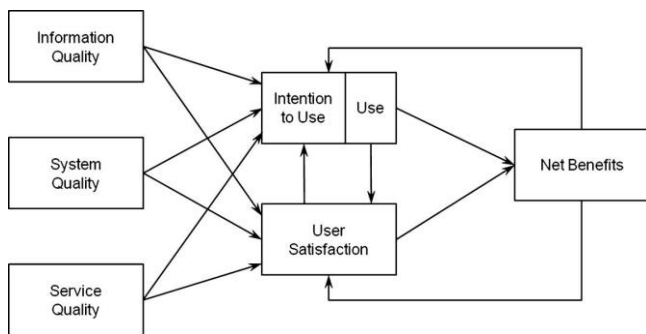 Information
Quality
Intention
to Use
Use
System
Quality
Net Benefits
User
Satisfaction
Service
Quality